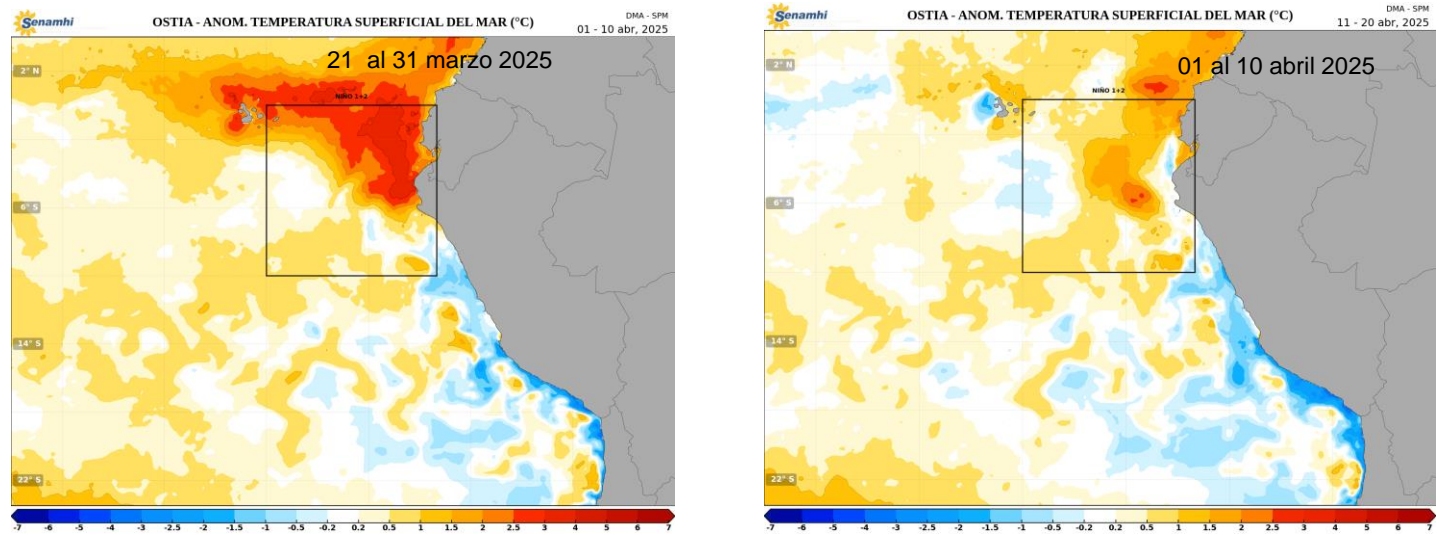 Senamhi
OSTIA - ANOM. TEMPERATURA SUPERFICIAL DEL MAR (°C)
DMA - SPM
01 - 10 abr, 2025
21 al 31 marzo 2025
2° N
NIÑO 1+2
6° S
14° S
22° S
-7 -6 -5 -4 -3 -2.5 -2 -1.5 -1 -0.5 -0.2 0.2 0.5 1 1.5 2 2.5 3 4 5 6 7
Senamhi
OSTIA - ANOM. TEMPERATURA SUPERFICIAL DEL MAR (°C)
DMA - SPM
11 - 20 abr, 2025
01 al 10 abril 2025
2° N
NIÑO 1+2
6° S
14° S
22° S
-7 -6 -5 -4 -3 -2.5 -2 -1.5 -1 -0.5 -0.2 0.2 0.5 1 1.5 2 2.5 3 4 5 6 7